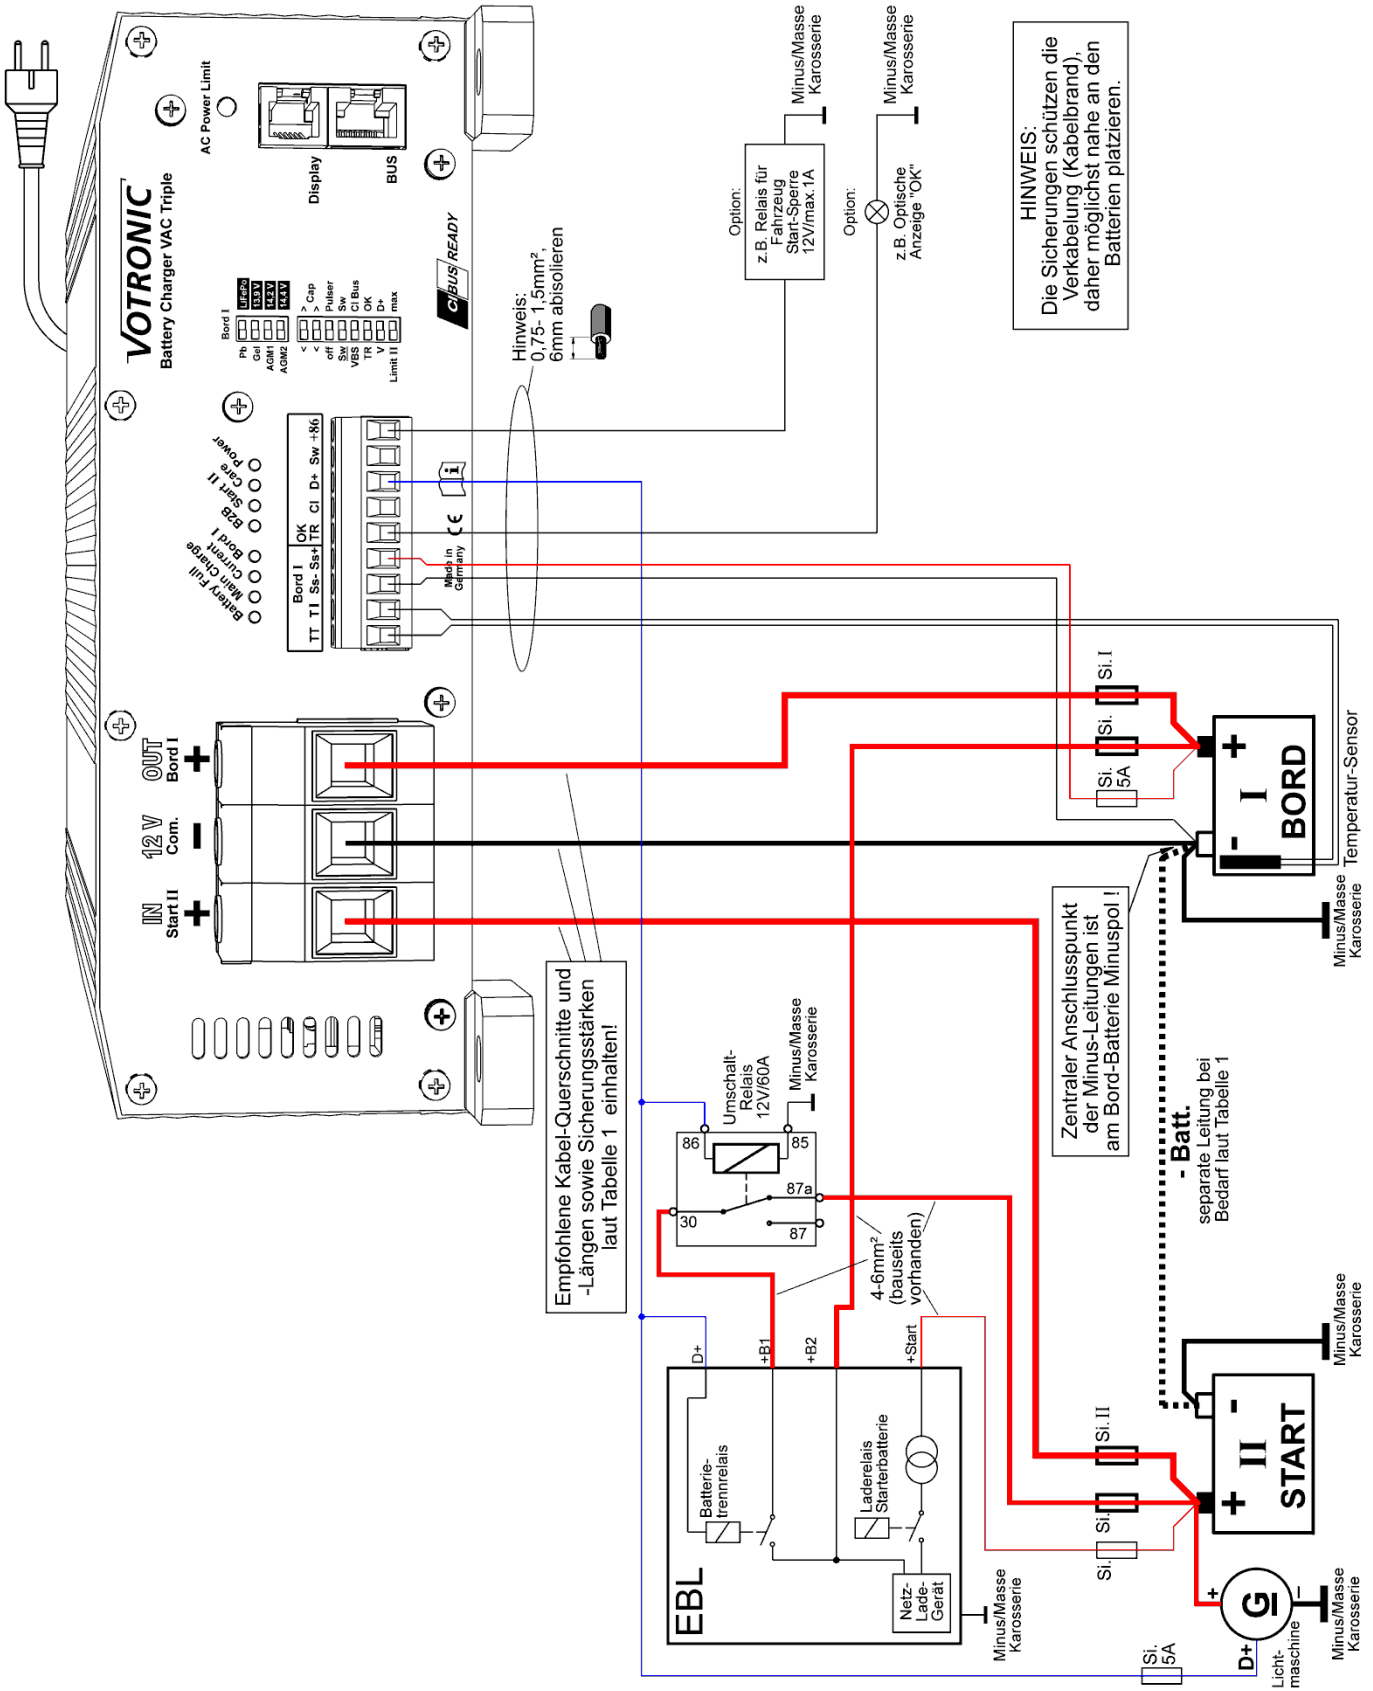 VOTRONIC
Battery Charger VAC Triple
AC Power Limit
Display
BUS
CI BUS READY
Bord I
Pb LiFePo
Gel 13,9 V
AGM1 14,2 V
AGM2 14,4 V
< > Cap
< > Cap
off Pulser
Sw Sw
VBS CI Bus
TR OK
V D+
Limit II max
Power
Care
Start II
B2B
Bord I
Current
Main Charge
Battery Full
Bord I
OK
TT TI Ss- Ss+ TR CI D+ Sw +86
Made in
Germany
CE
i
IN
Start II
+
12 V
Com.
-
OUT
Bord I
+
Hinweis:
0,75- 1,5mm²,
6mm abisolieren
Option:
z.B. Relais für
Fahrzeug
Start-Sperre
12V/max.1A
Minus/Masse
Karosserie
Option:
z.B. Optische
Anzeige "OK"
Minus/Masse
Karosserie
HINWEIS:
Die Sicherungen schützen die
Verkabelung (Kabelbrand),
daher möglichst nahe an den
Batterien platzieren.
Empfohlene Kabel-Querschnitte und
-Längen sowie Sicherungsstärken
laut Tabelle 1 einhalten!
Umschalt-
Relais
12V/60A
Minus/Masse
Karosserie
86
85
30
87a
87
4-6mm²
(bauseits
vorhanden)
D+
+B1
+B2
+Start
EBL
Batterie-
trennrelais
Laderelais
Starterbatterie
Netz-
Lade-
Gerät
Minus/Masse
Karosserie
Zentraler Anschlusspunkt
der Minus-Leitungen ist
am Bord-Batterie Minuspol !
- Batt.
separate Leitung bei
Bedarf laut Tabelle 1
Si. I
Si.
Si.
5A
+
-
I
BORD
Temperatur-Sensor
Minus/Masse
Karosserie
Si. II
Si.
Si.
+
-
II
START
Minus/Masse
Karosserie
Si.
5A
D+
+
G
–
Licht-
maschine
Minus/Masse
Karosserie